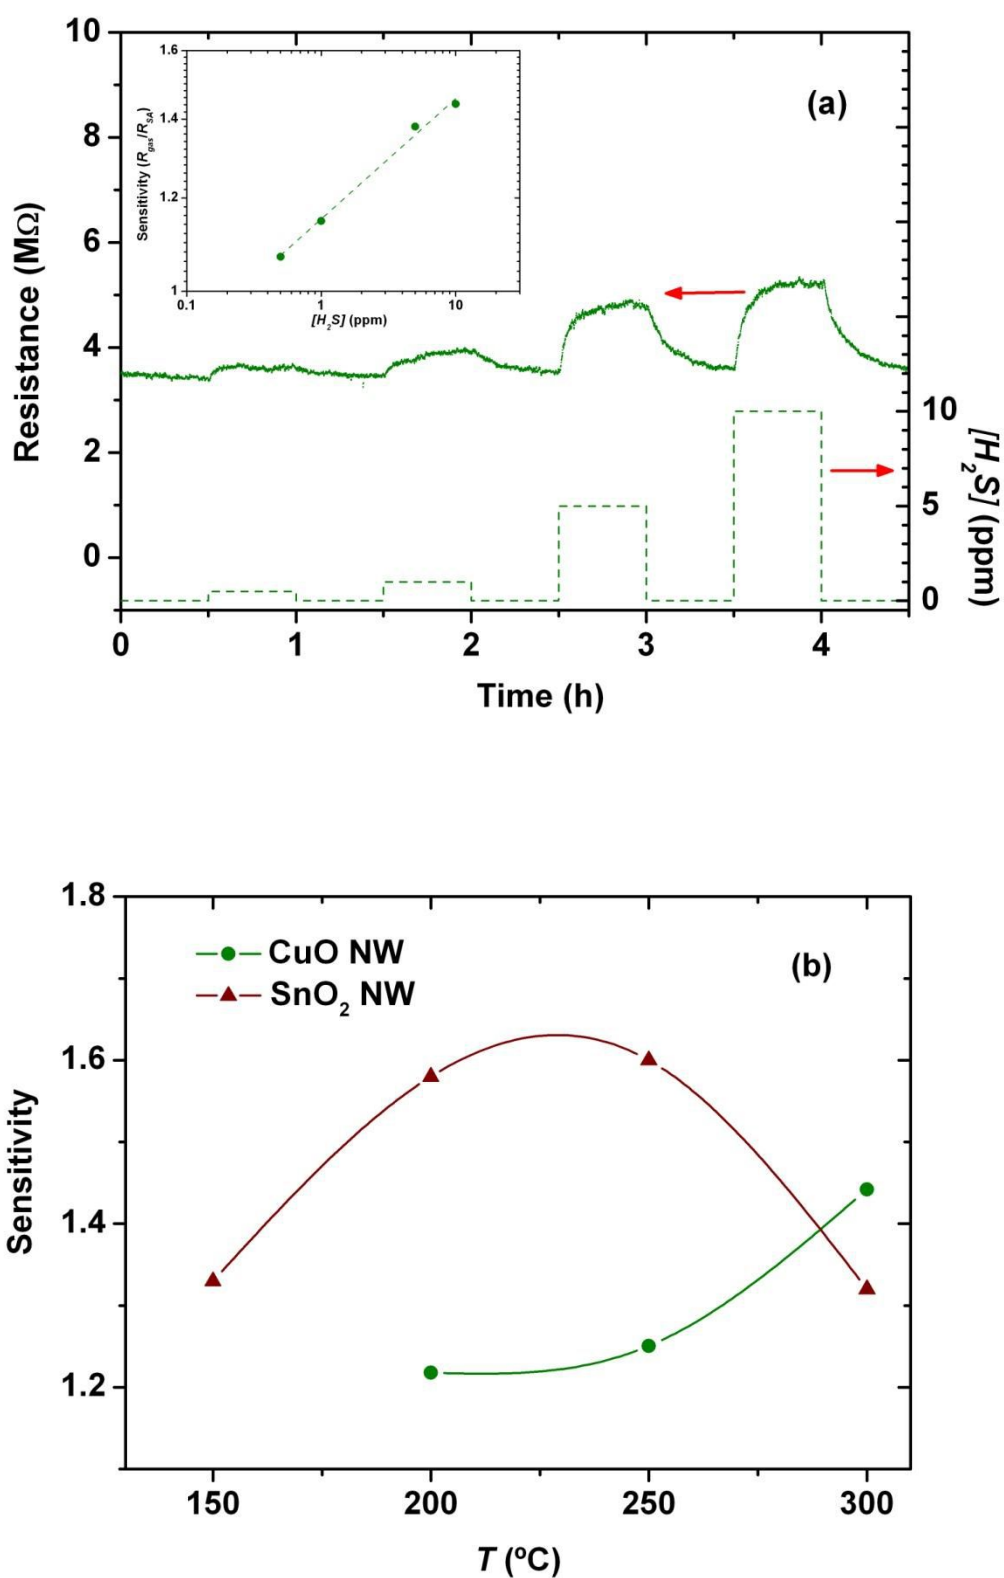 (a)
Resistance (MΩ)
10
8
6
4
2
0
Sensitivity (R_gas/R_SA)
1.6
1.4
1.2
1
0.1
1
10
[H₂S] (ppm)
10
5
0
[H₂S] (ppm)
0
1
2
3
4
Time (h)
(b)
CuO NW
SnO₂ NW
Sensitivity
1.8
1.6
1.4
1.2
150
200
250
300
T (ºC)